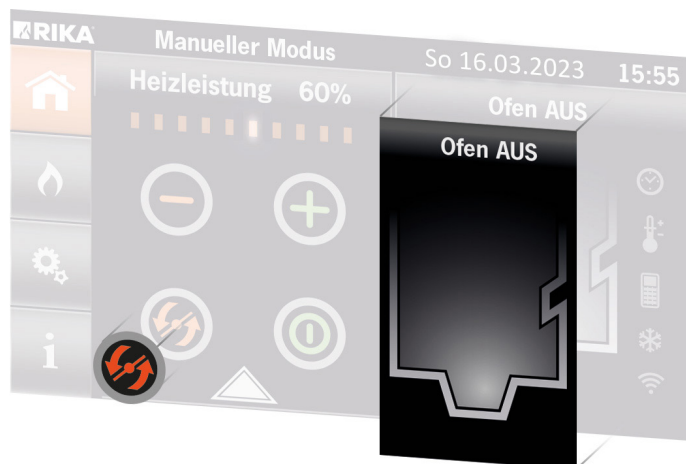 RIKA
Manueller Modus
So 16.03.2023 15:55
Heizleistung 60%
Ofen AUS
Ofen AUS